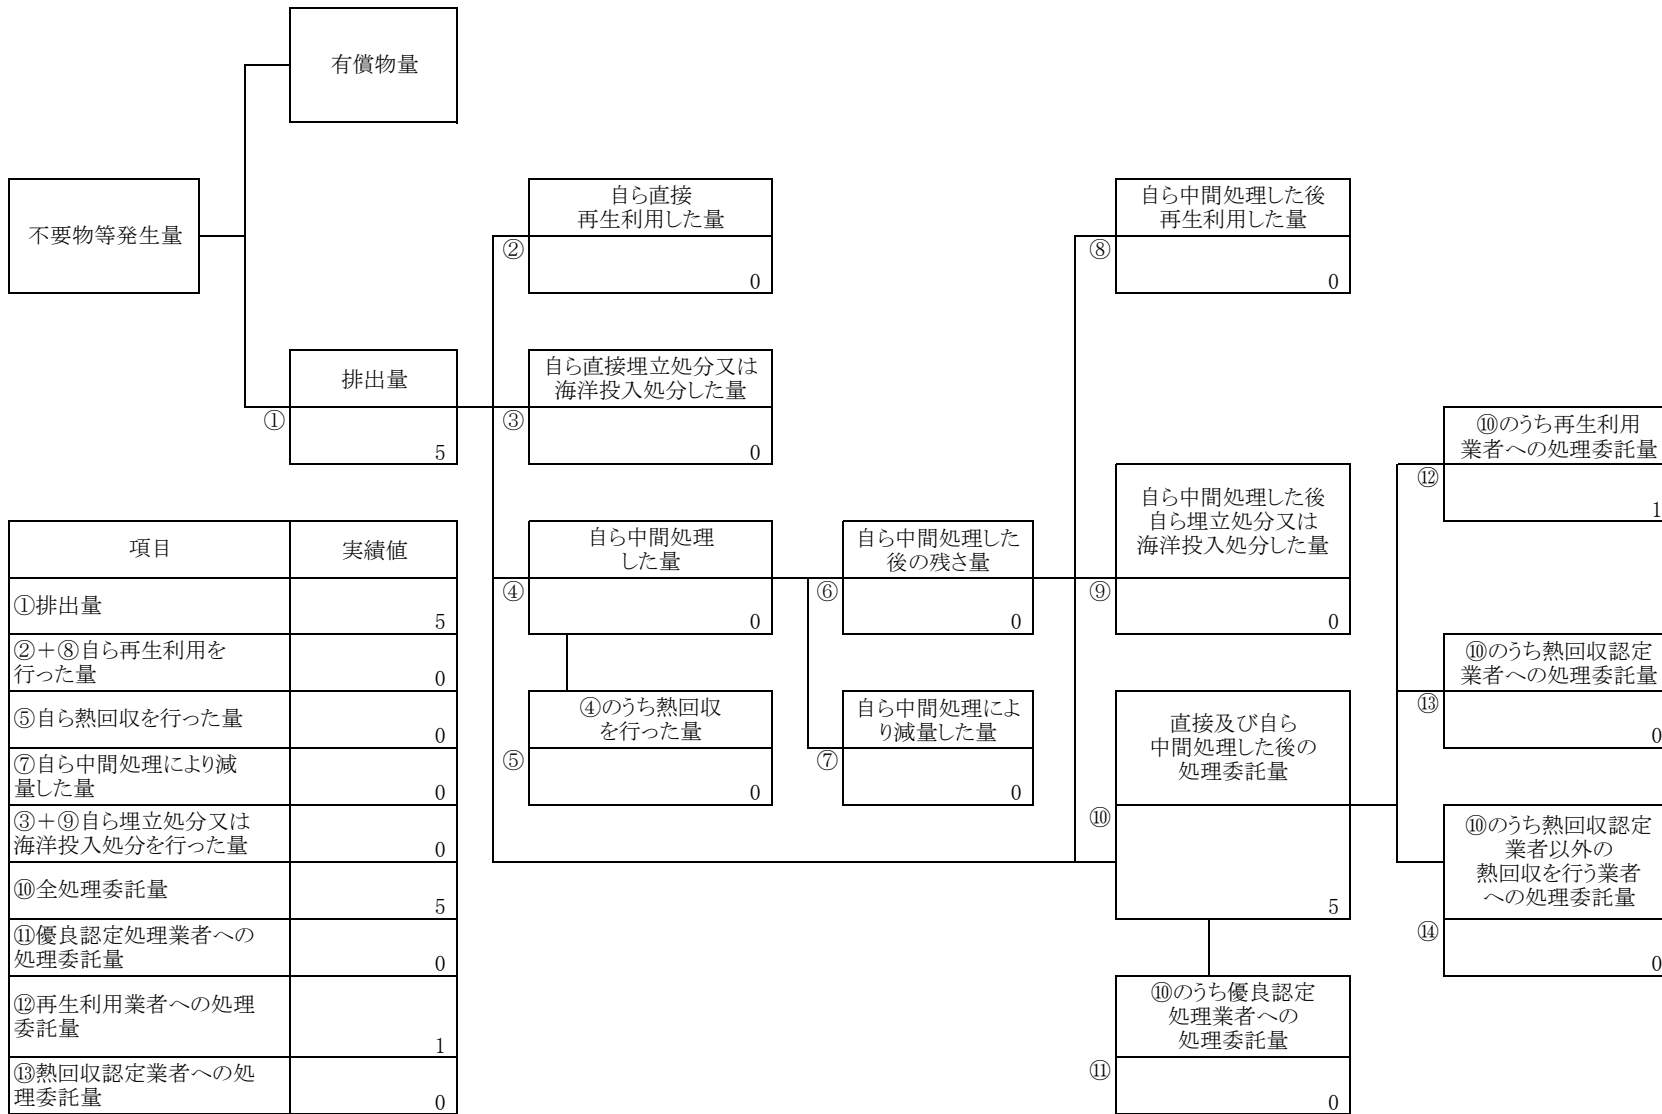 有償物量
不要物等発生量
自ら直接
再生利用した量
②
0
自ら中間処理した後
再生利用した量
⑧
0
排出量
①
5
自ら直接埋立処分又は
海洋投入処分した量
③
0
⑩のうち再生利用
業者への処理委託量
⑫
1
自ら中間処理
した量
④
0
自ら中間処理した
後の残さ量
⑥
0
自ら中間処理した後
自ら埋立処分又は
海洋投入処分した量
⑨
0
⑩のうち熱回収認定
業者への処理委託量
⑬
0
④のうち熱回収
を行った量
⑤
0
自ら中間処理によ
り減量した量
⑦
0
直接及び自ら
中間処理した後の
処理委託量
⑩
5
⑩のうち熱回収認定
業者以外の
熱回収を行う業者
への処理委託量
⑭
0
⑩のうち優良認定
処理業者への
処理委託量
⑪
0
項目 実績値
①排出量
5
②+⑧自ら再生利用を
行った量
0
⑤自ら熱回収を行った量
0
⑦自ら中間処理により減
量した量
0
③+⑨自ら埋立処分又は
海洋投入処分を行った量
0
⑩全処理委託量
5
⑪優良認定処理業者への
処理委託量
0
⑫再生利用業者への処理
委託量
1
⑬熱回収認定業者への処
理委託量
0